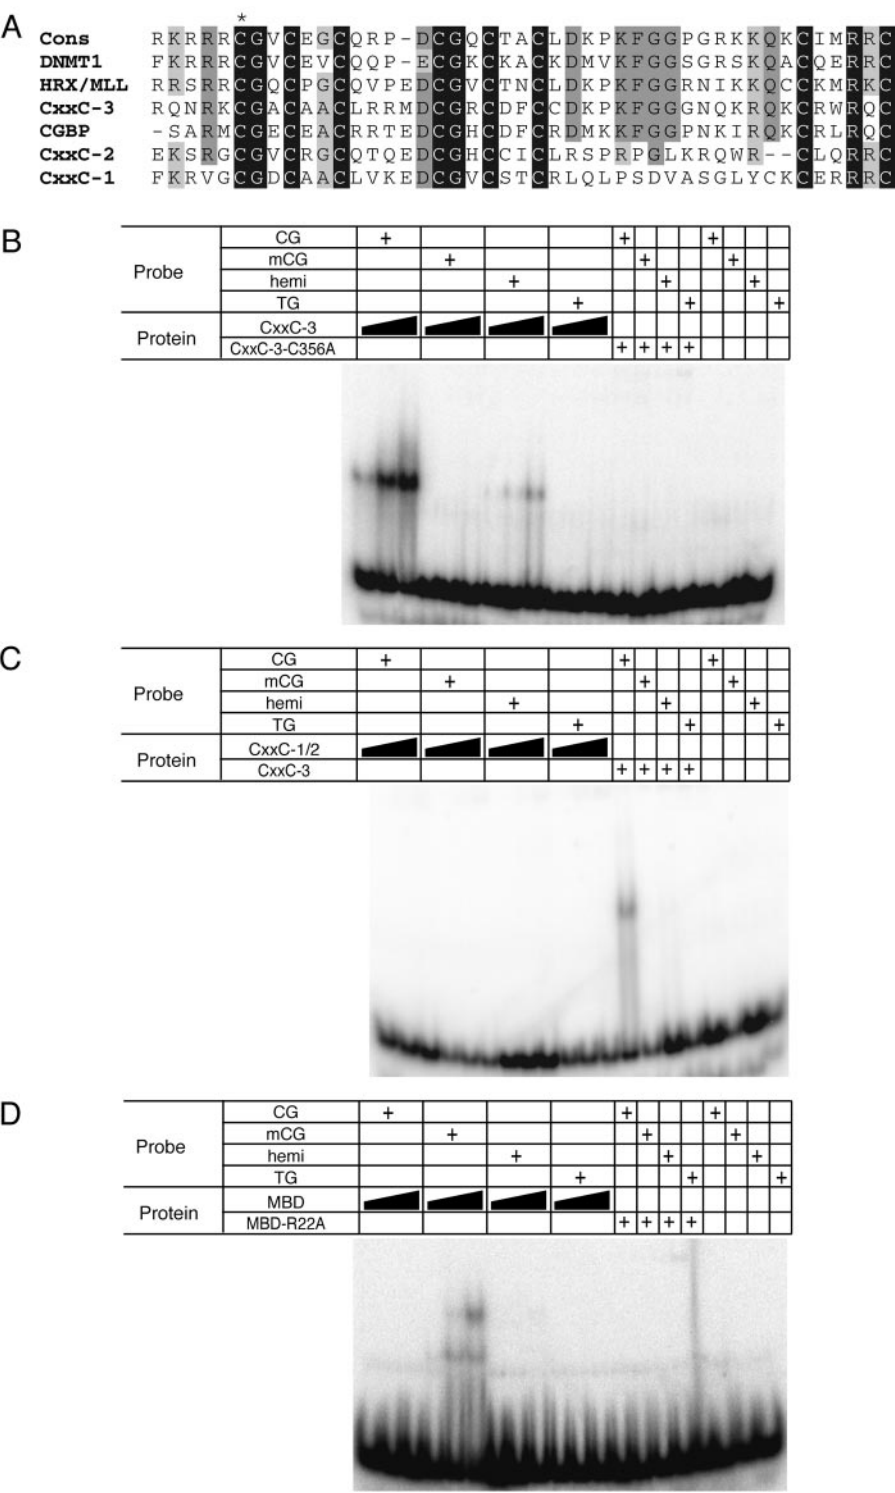 A
*
Cons RKRRRCGVCEGCQRP-DCGQCTACLDKPKFGGPGRKKQKCIMRRC
DNMT1 FKRRRCGVCEVCQQP-ECGKCKACKDMVKFGGSGRSKQACQERRC
HRX/MLL RRSRRCGQCPGCQVPEDCGVCTNCLDKPKFGGRNIKKQCCKMRKC
CxxC-3 RQNRKCGACAACLRRMDCGRCDFCCDKPKFGGGNQKRQKCRWRQC
CGBP -SARMCGECEACRRTEDCGHCDFCRDMKKFGGPNKIRQKCRLRQC
CxxC-2 EKSRGCGVCRGCQTQEDCGHCCICLRSPRPGLKRQWR--CLQRRC
CxxC-1 FKRVGCGDCAACLVKEDCGVCSTCRLQLPSDVASGLYCKCERRRC
B
Probe
CG + + +
mCG + + +
hemi + + +
TG + + +
Protein
CxxC-3
CxxC-3-C356A + + + +
C
Probe
CG + + +
mCG + + +
hemi + + +
TG + + +
Protein
CxxC-1/2
CxxC-3 + + + +
D
Probe
CG + + +
mCG + + +
hemi + + +
TG + + +
Protein
MBD
MBD-R22A + + + +